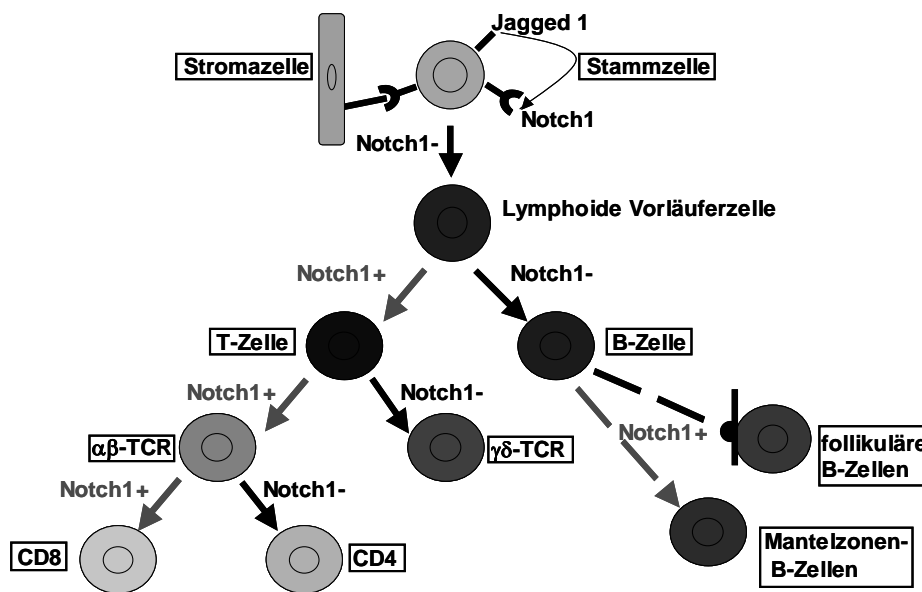 Jagged 1
Stromazelle
Stammzelle
Notch1
Notch1-
Lymphoide Vorläuferzelle
Notch1+
Notch1-
T-Zelle
B-Zelle
Notch1+
Notch1-
Notch1+
αβ-TCR
γδ-TCR
follikuläre
B-Zellen
Notch1+
Notch1-
CD8
CD4
Mantelzonen-
B-Zellen